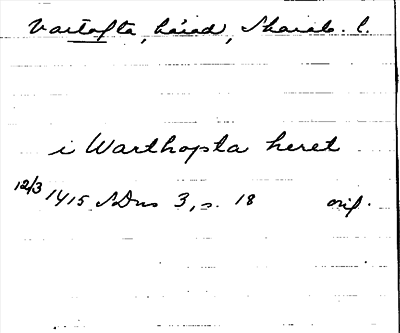 Vartofta, härad, Skarab. l.
i Warthopta heret
12/3 1415 SDns 3, s. 18 orig.